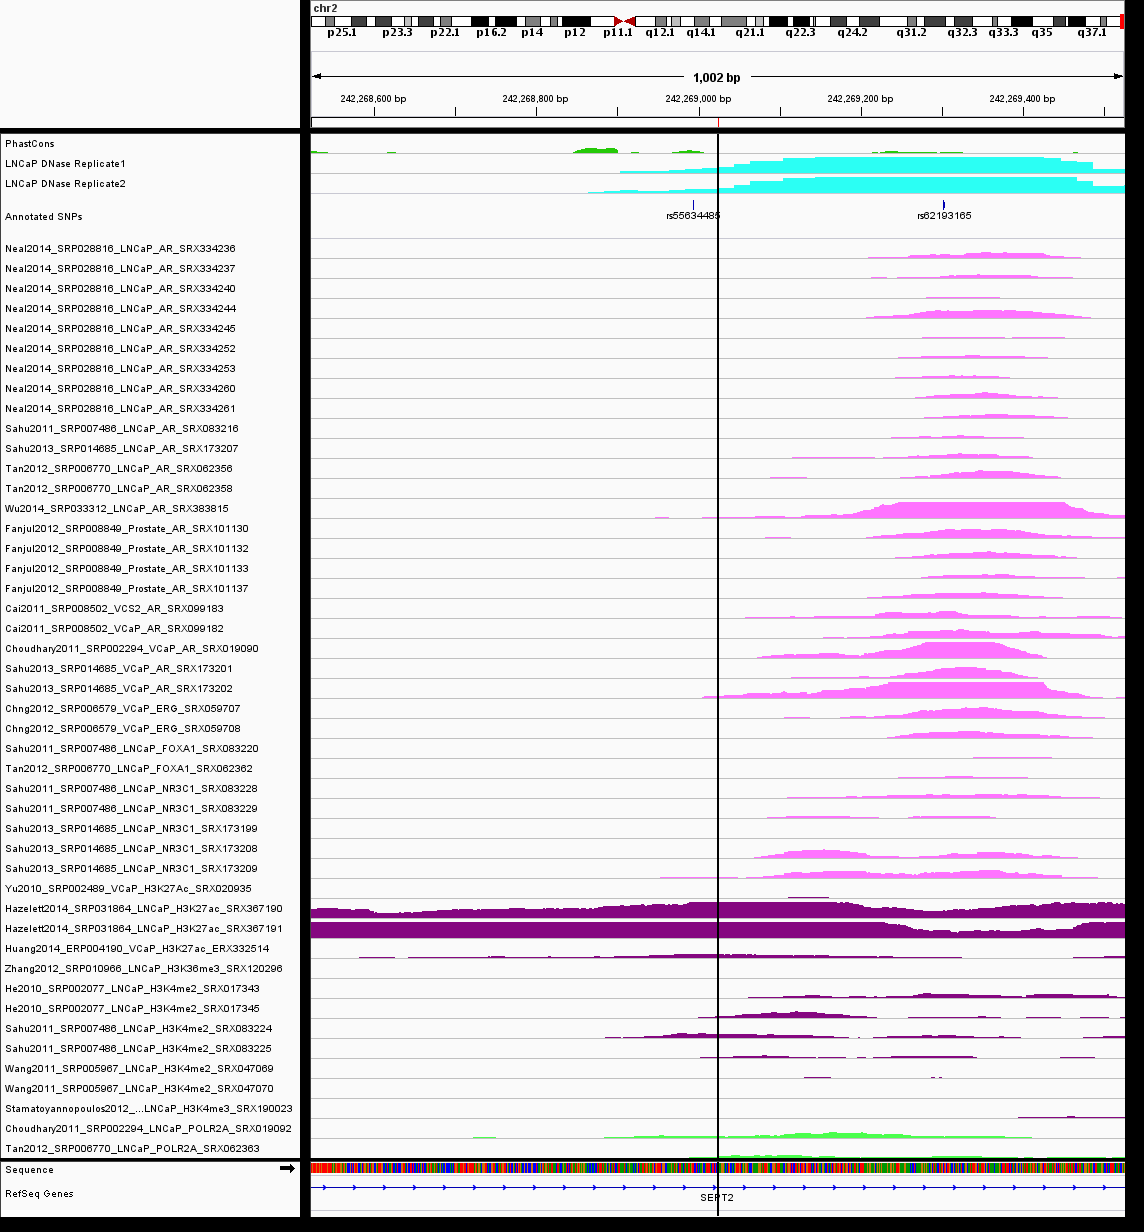 chr2
p25.1 p23.3 p22.1 p16.2 p14 p12 p11.1 q12.1 q14.1 q21.1 q22.3 q24.2 q31.2 q32.3 q33.3 q35 q37.1
1,002 bp
242,268,600 bp 242,268,800 bp 242,269,000 bp 242,269,200 bp 242,269,400 bp
PhastCons
LNCaP DNase Replicate1
LNCaP DNase Replicate2
Annotated SNPs rs55634485 rs62193165
Neal2014_SRP028816_LNCaP_AR_SRX334236
Neal2014_SRP028816_LNCaP_AR_SRX334237
Neal2014_SRP028816_LNCaP_AR_SRX334240
Neal2014_SRP028816_LNCaP_AR_SRX334244
Neal2014_SRP028816_LNCaP_AR_SRX334245
Neal2014_SRP028816_LNCaP_AR_SRX334252
Neal2014_SRP028816_LNCaP_AR_SRX334253
Neal2014_SRP028816_LNCaP_AR_SRX334260
Neal2014_SRP028816_LNCaP_AR_SRX334261
Sahu2011_SRP007486_LNCaP_AR_SRX083216
Sahu2013_SRP014685_LNCaP_AR_SRX173207
Tan2012_SRP006770_LNCaP_AR_SRX062356
Tan2012_SRP006770_LNCaP_AR_SRX062358
Wu2014_SRP033312_LNCaP_AR_SRX383815
Fanjul2012_SRP008849_Prostate_AR_SRX101130
Fanjul2012_SRP008849_Prostate_AR_SRX101132
Fanjul2012_SRP008849_Prostate_AR_SRX101133
Fanjul2012_SRP008849_Prostate_AR_SRX101137
Cai2011_SRP008502_VCS2_AR_SRX099183
Cai2011_SRP008502_VCaP_AR_SRX099182
Choudhary2011_SRP002294_VCaP_AR_SRX019090
Sahu2013_SRP014685_VCaP_AR_SRX173201
Sahu2013_SRP014685_VCaP_AR_SRX173202
Chng2012_SRP006579_VCaP_ERG_SRX059707
Chng2012_SRP006579_VCaP_ERG_SRX059708
Sahu2011_SRP007486_LNCaP_FOXA1_SRX083220
Tan2012_SRP006770_LNCaP_FOXA1_SRX062362
Sahu2011_SRP007486_LNCaP_NR3C1_SRX083228
Sahu2011_SRP007486_LNCaP_NR3C1_SRX083229
Sahu2013_SRP014685_LNCaP_NR3C1_SRX173199
Sahu2013_SRP014685_LNCaP_NR3C1_SRX173208
Sahu2013_SRP014685_LNCaP_NR3C1_SRX173209
Yu2010_SRP002489_VCaP_H3K27Ac_SRX020935
Hazelett2014_SRP031864_LNCaP_H3K27ac_SRX367190
Hazelett2014_SRP031864_LNCaP_H3K27ac_SRX367191
Huang2014_ERP004190_VCaP_H3K27ac_ERX332514
Zhang2012_SRP010966_LNCaP_H3K36me3_SRX120296
He2010_SRP002077_LNCaP_H3K4me2_SRX017343
He2010_SRP002077_LNCaP_H3K4me2_SRX017345
Sahu2011_SRP007486_LNCaP_H3K4me2_SRX083224
Sahu2011_SRP007486_LNCaP_H3K4me2_SRX083225
Wang2011_SRP005967_LNCaP_H3K4me2_SRX047069
Wang2011_SRP005967_LNCaP_H3K4me2_SRX047070
Stamatoyannopoulos2012_...LNCaP_H3K4me3_SRX190023
Choudhary2011_SRP002294_LNCaP_POLR2A_SRX019092
Tan2012_SRP006770_LNCaP_POLR2A_SRX062363
Sequence
RefSeq Genes
SEPT2